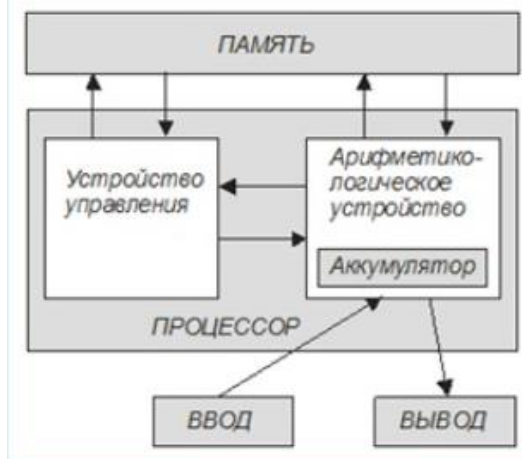 ПАМЯТЬ
Устройство
управления
Арифметико-
логическое
устройство
Аккумулятор
ПРОЦЕССОР
ВВОД
ВЫВОД